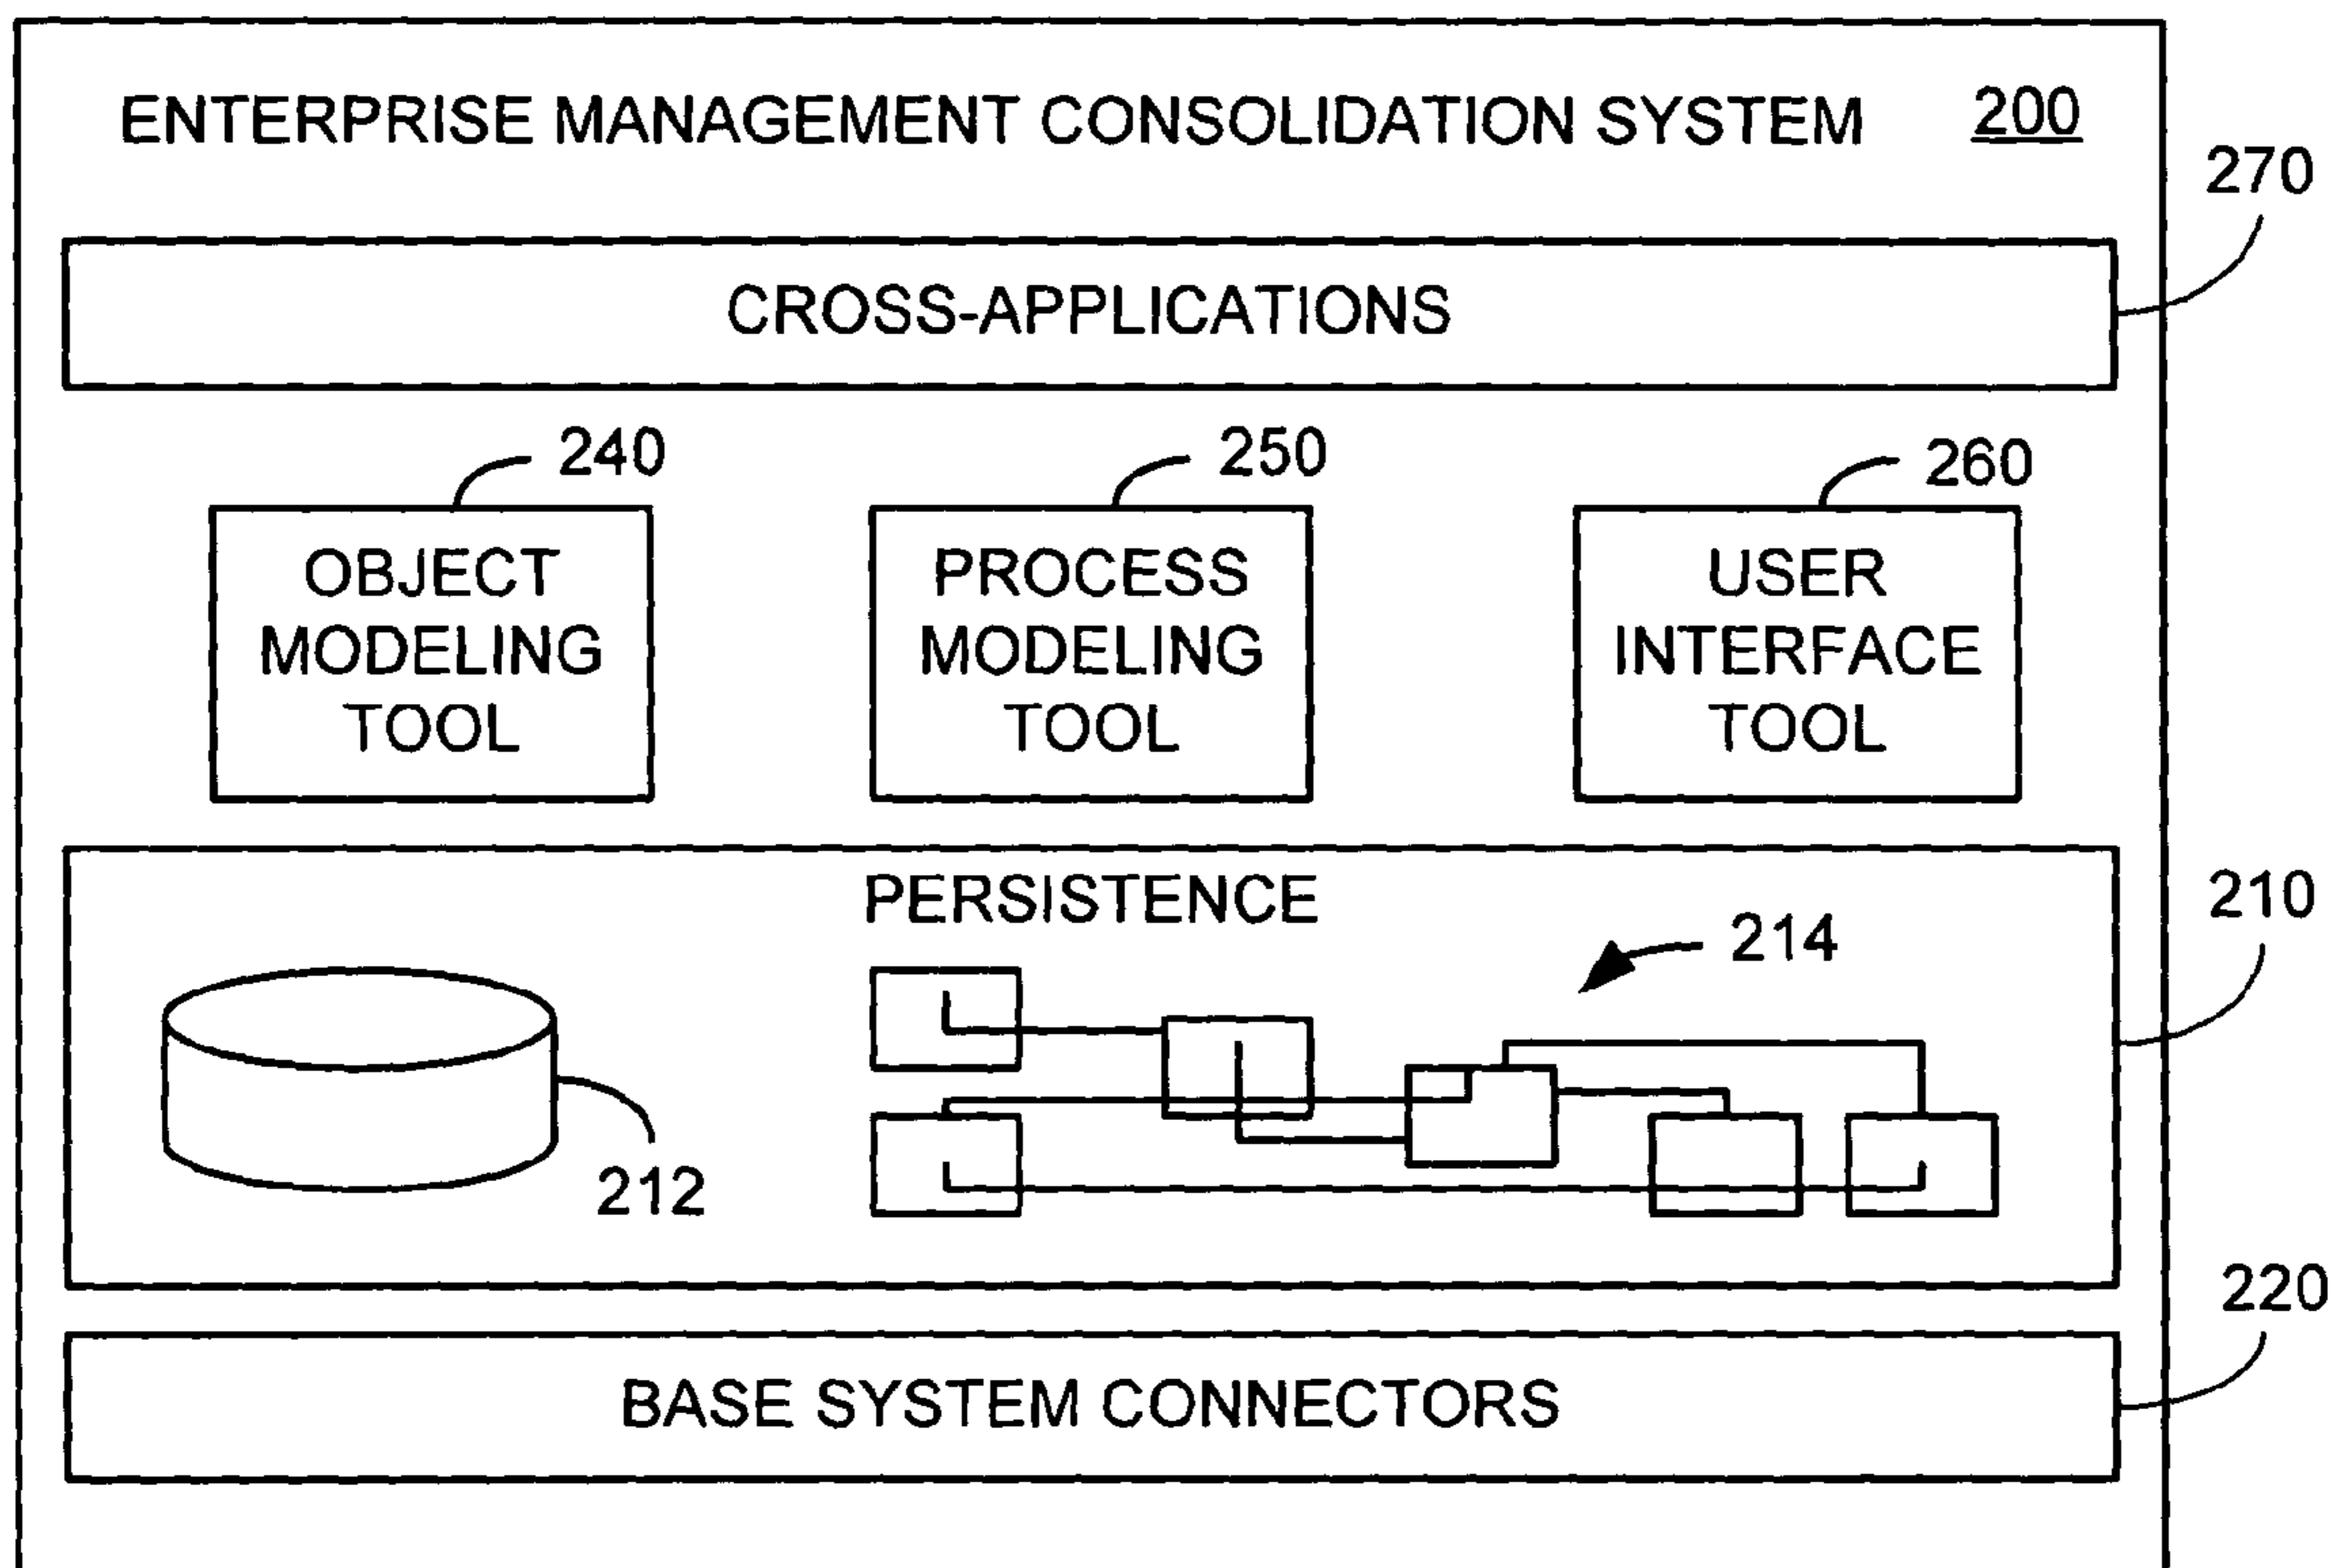 ENTERPRISE MANAGEMENT CONSOLIDATION SYSTEM 200
270
CROSS-APPLICATIONS
240
250
260
OBJECT
MODELING
TOOL
PROCESS
MODELING
TOOL
USER
INTERFACE
TOOL
PERSISTENCE
210
214
212
220
BASE SYSTEM CONNECTORS